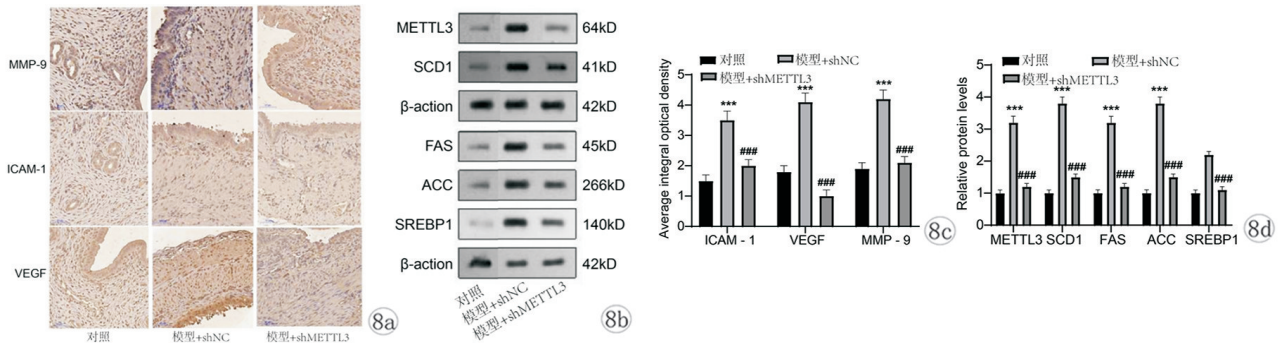 MMP-9
ICAM-1
VEGF
对照
模型+shNC
模型+shMETTL3
8a
METTL3
64kD
SCD1
41kD
β-action
42kD
FAS
45kD
ACC
266kD
SREBP1
140kD
β-action
42kD
对照
模型+shNC
模型+shMETTL3
8b
对照
模型+shNC
模型+shMETTL3
Average integral optical density
5
4
3
2
1
0
***
***
***
###
###
###
ICAM - 1
VEGF
MMP - 9
8c
对照
模型+shNC
模型+shMETTL3
Relative protein levels
5
4
3
2
1
0
***
***
***
***
###
###
###
###
###
METTL3
SCD1
FAS
ACC
SREBP1
8d